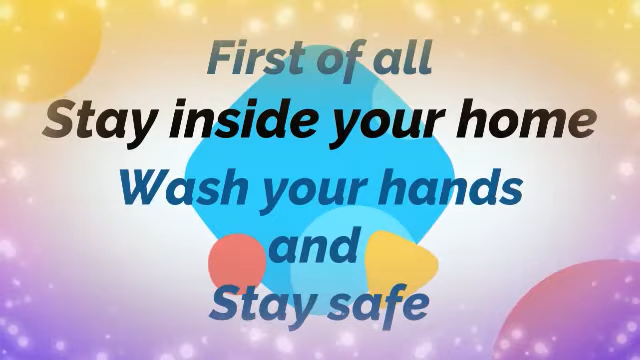 First of all
Stay inside your home
Wash your hands
and
Stay safe